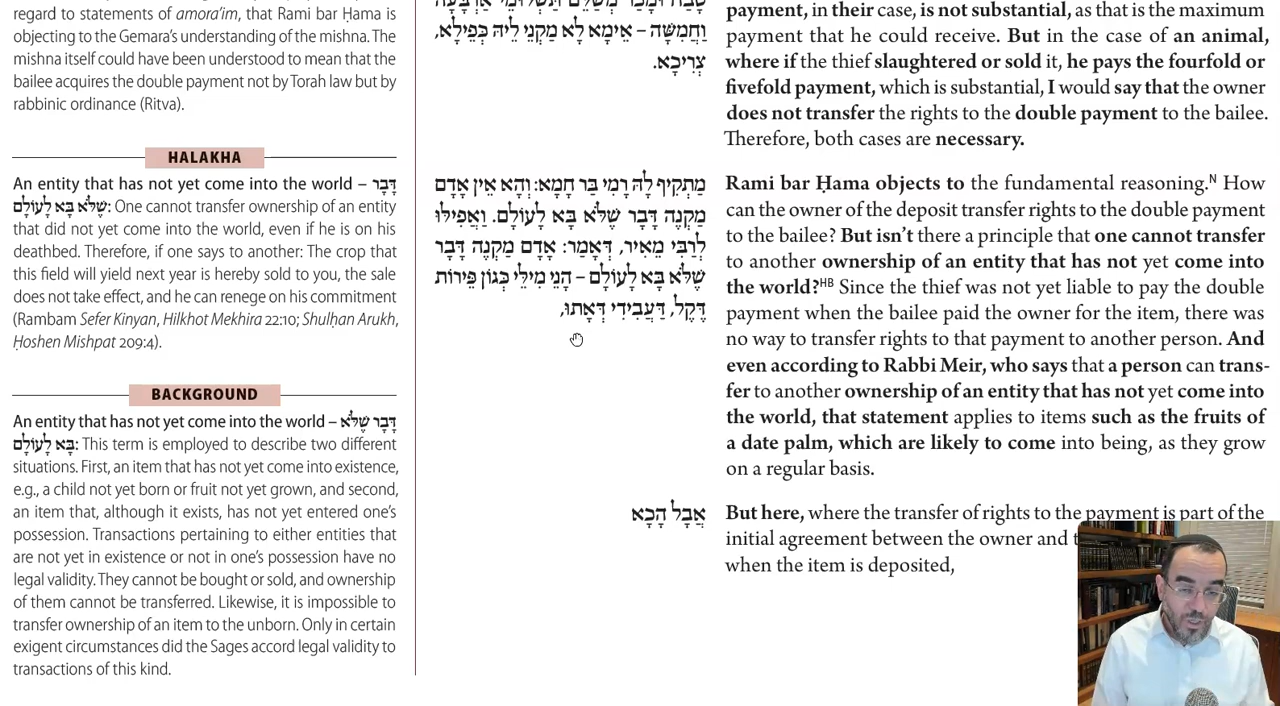 regard to statements of amora'im, that Rami bar Ḥama is
objecting to the Gemara's understanding of the mishna. The
mishna itself could have been understood to mean that the
bailee acquires the double payment not by Torah law but by
rabbinic ordinance (Ritva).
HALAKHA
An entity that has not yet come into the world – דָּבָר
שֶׁלֹּא בָּא לָעוֹלָם: One cannot transfer ownership of an entity
that did not yet come into the world, even if he is on his
deathbed. Therefore, if one says to another: The crop that
this field will yield next year is hereby sold to you, the sale
does not take effect, and he can renege on his commitment
(Rambam Sefer Kinyan, Hilkhot Mekhira 22:10; Shulḥan Arukh,
Ḥoshen Mishpat 209:4).
BACKGROUND
An entity that has not yet come into the world – דָּבָר שֶׁלֹּא
בָּא לָעוֹלָם: This term is employed to describe two different
situations. First, an item that has not yet come into existence,
e.g., a child not yet born or fruit not yet grown, and second,
an item that, although it exists, has not yet entered one's
possession. Transactions pertaining to either entities that
are not yet in existence or not in one's possession have no
legal validity. They cannot be bought or sold, and ownership
of them cannot be transferred. Likewise, it is impossible to
transfer ownership of an item to the unborn. Only in certain
exigent circumstances did the Sages accord legal validity to
transactions of this kind.
טָבַח וּמָכַר מְשַׁלֵּם תַּשְׁלוּמֵי אַרְבָּעָה
וַחֲמִשָּׁה – אֵימָא לָא מַקְנֵי לֵיהּ כְּפֵילָא,
צְרִיכָא.
מַתְקִיף לַהּ רָמִי בַּר חָמָא: וְהָא אֵין אָדָם
מַקְנֶה דָּבָר שֶׁלֹּא בָּא לָעוֹלָם. וַאֲפִילּוּ
לְרַבִּי מֵאִיר, דְּאָמַר: אָדָם מַקְנֶה דָּבָר
שֶׁלֹּא בָּא לָעוֹלָם – הָנֵי מִילֵּי כְּגוֹן פֵּירוֹת
דֶּקֶל, דַּעֲבִידִי דְּאָתוּ,
אֲבָל הָכָא
payment, in their case, is not substantial, as that is the maximum
payment that he could receive. But in the case of an animal,
where if the thief slaughtered or sold it, he pays the fourfold or
fivefold payment, which is substantial, I would say that the owner
does not transfer the rights to the double payment to the bailee.
Therefore, both cases are necessary.
Rami bar Ḥama objects to the fundamental reasoning.ᴺ How
can the owner of the deposit transfer rights to the double payment
to the bailee? But isn't there a principle that one cannot transfer
to another ownership of an entity that has not yet come into
the world?ᴴᴮ Since the thief was not yet liable to pay the double
payment when the bailee paid the owner for the item, there was
no way to transfer rights to that payment to another person. And
even according to Rabbi Meir, who says that a person can trans-
fer to another ownership of an entity that has not yet come into
the world, that statement applies to items such as the fruits of
a date palm, which are likely to come into being, as they grow
on a regular basis.
But here, where the transfer of rights to the payment is part of the
initial agreement between the owner and
when the item is deposited,